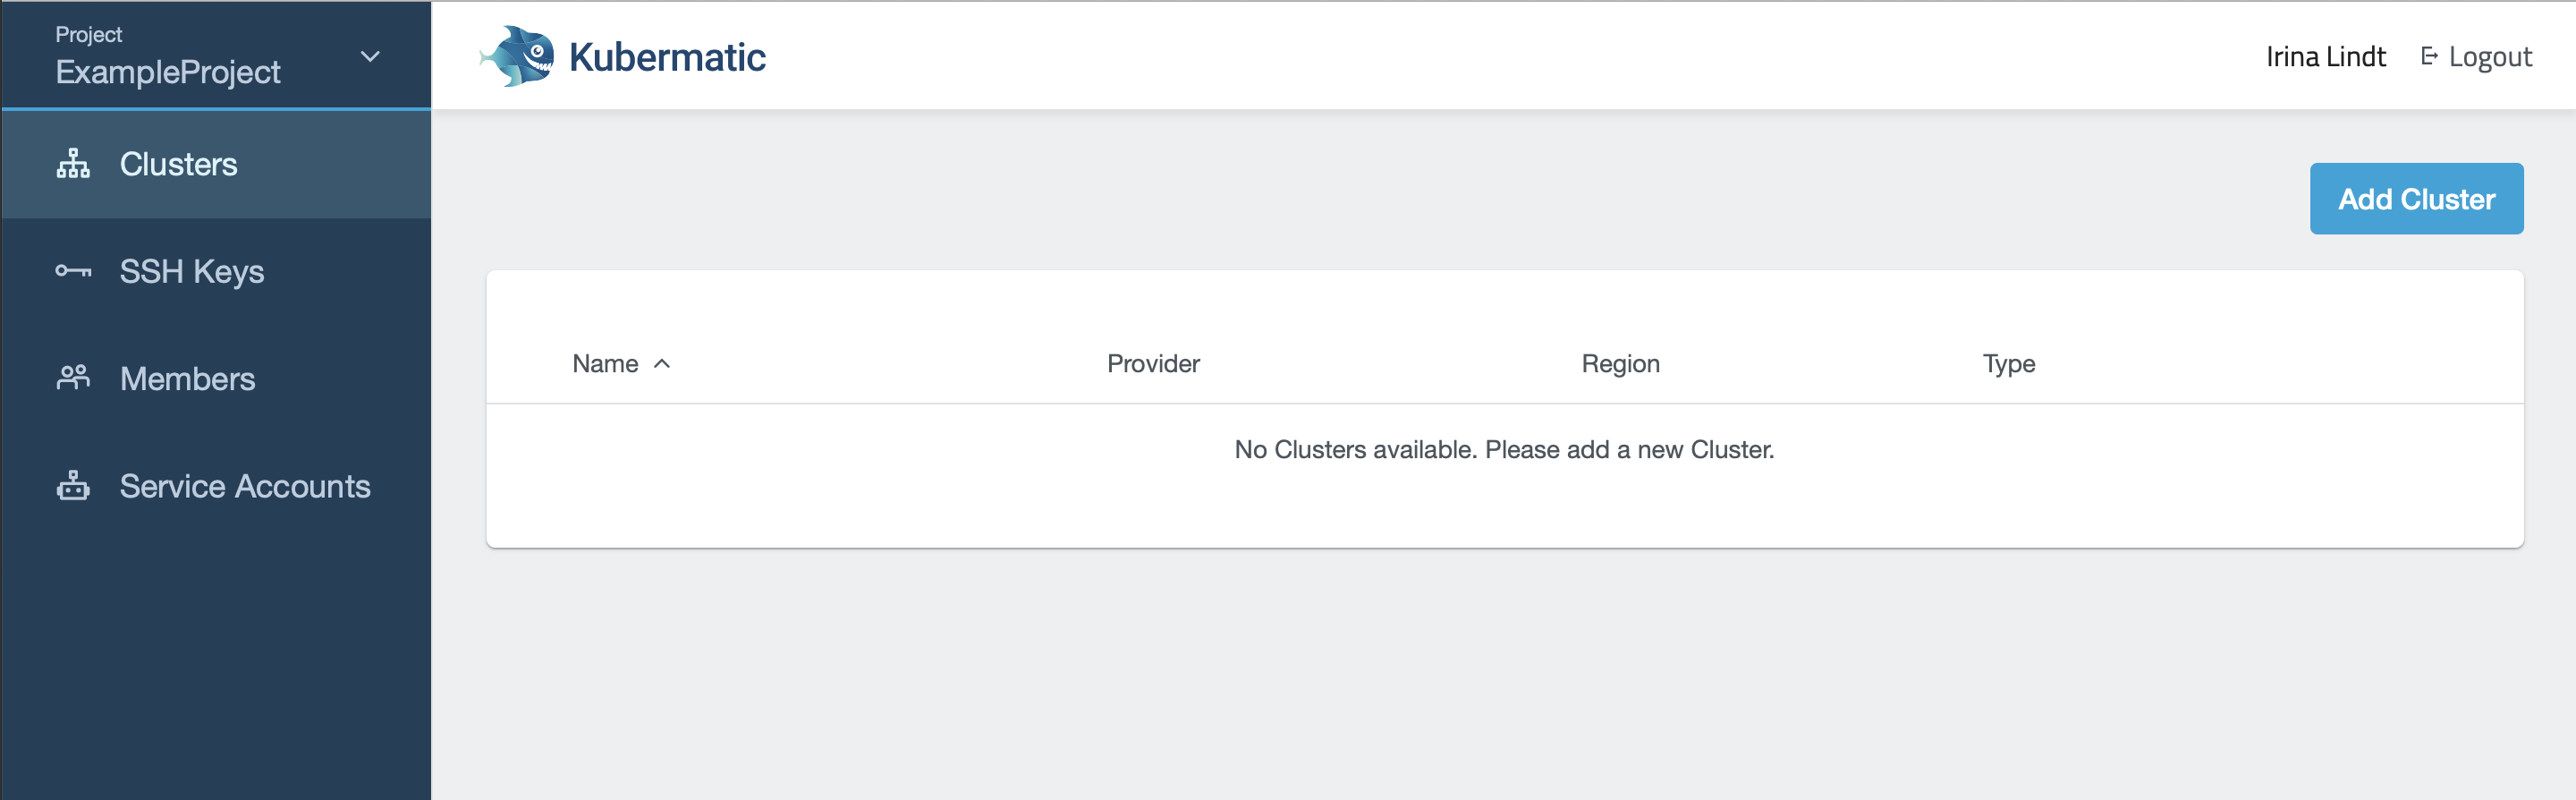 Project
ExampleProject
Kubermatic
Irina Lindt
Logout
Clusters
SSH Keys
Members
Service Accounts
Add Cluster
Name Provider Region Type
No Clusters available. Please add a new Cluster.